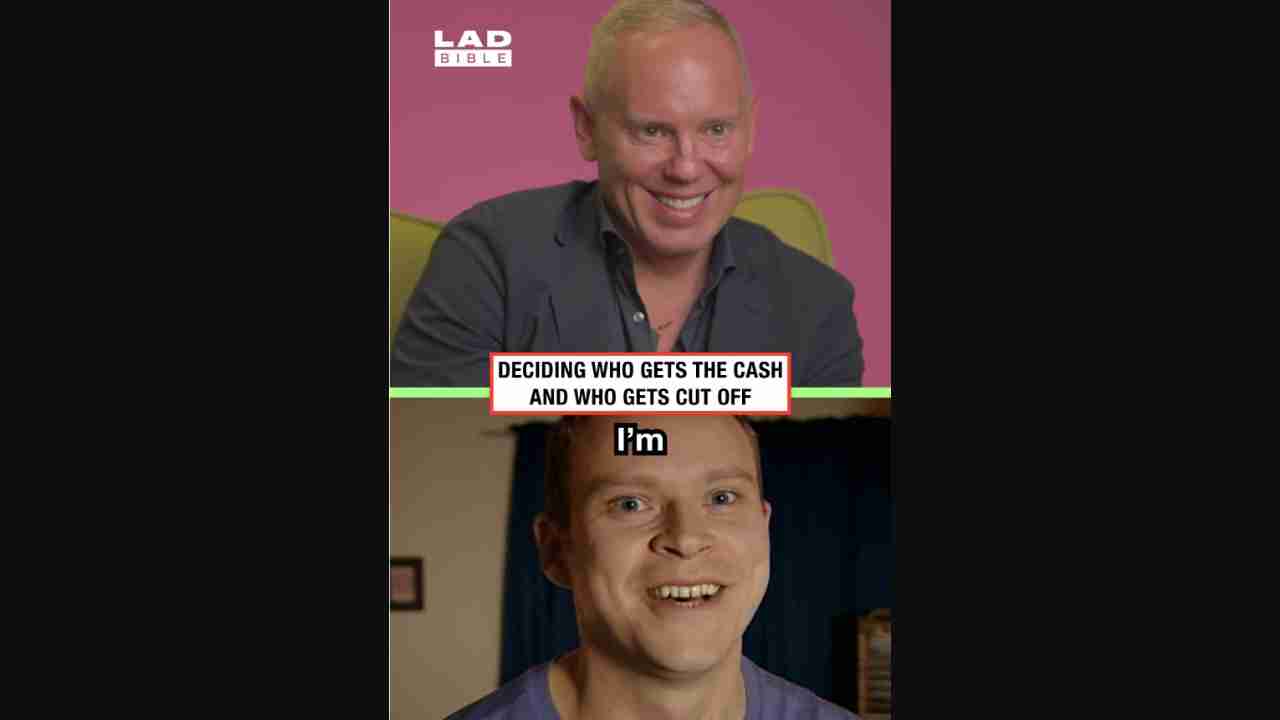 LAD
BIBLE
DECIDING WHO GETS THE CASH
AND WHO GETS CUT OFF
I'm